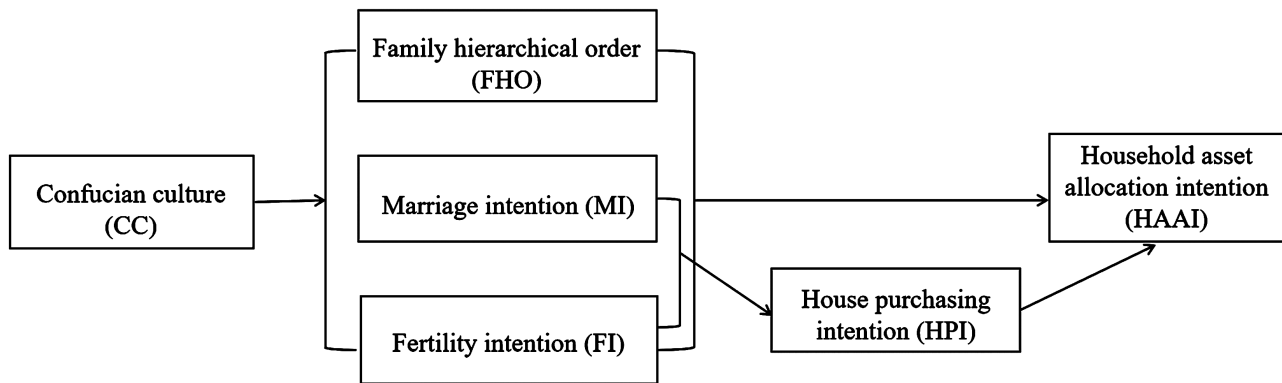 Family hierarchical order
(FHO)
Confucian culture
(CC)
Marriage intention (MI)
Fertility intention (FI)
House purchasing
intention (HPI)
Household asset
allocation intention
(HAAI)